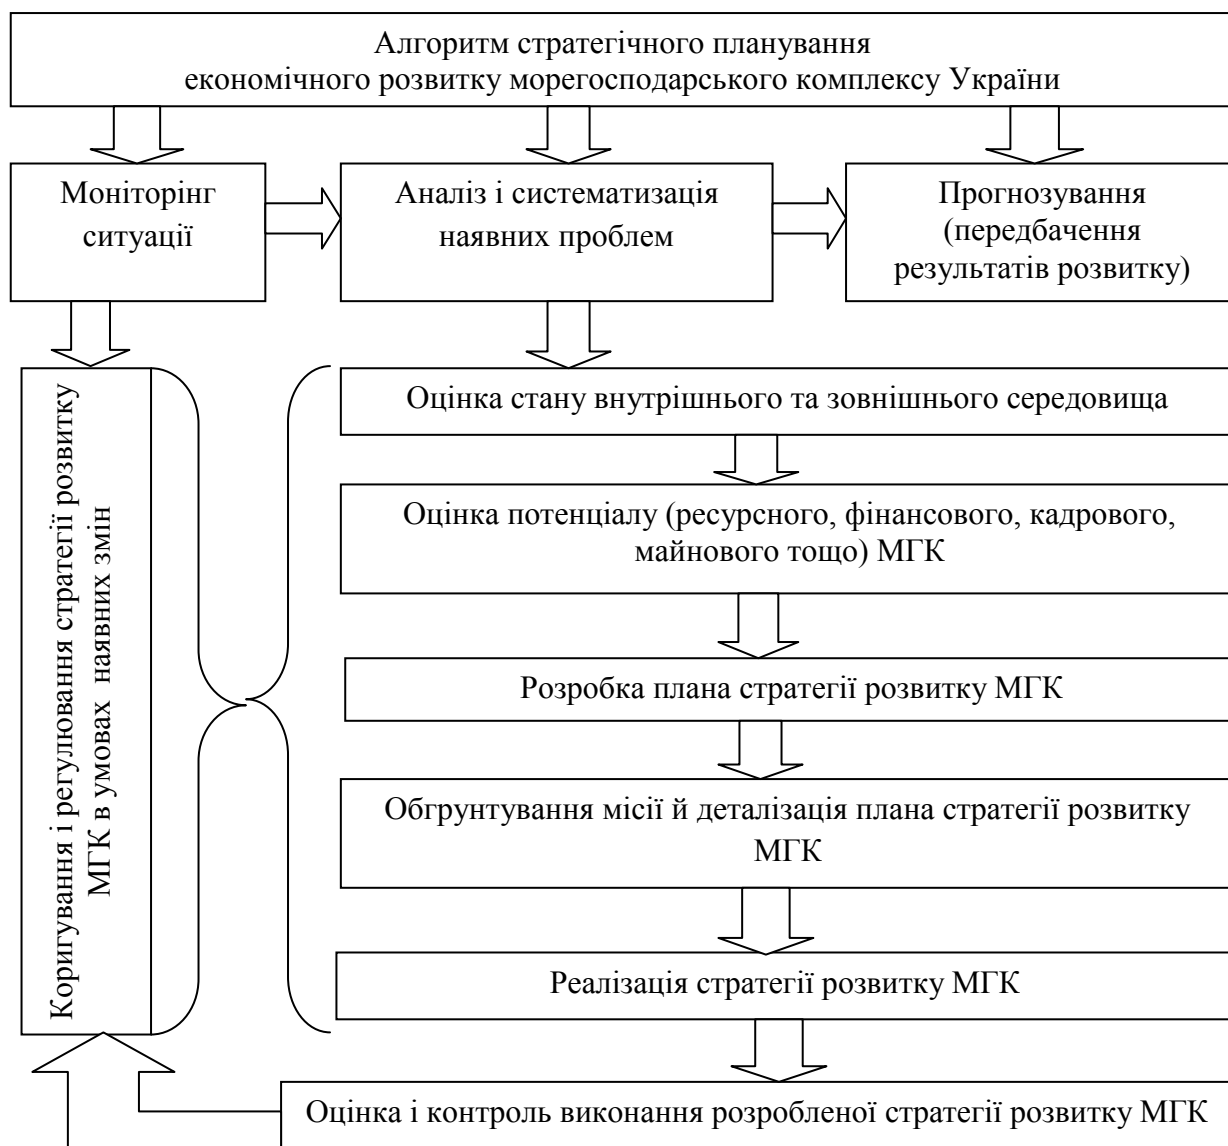 Алгоритм стратегічного планування
економічного розвитку морегосподарського комплексу України
Моніторінг
ситуації
Аналіз і систематизація
наявних проблем
Прогнозування
(передбачення
результатів розвитку)
Коригування і регулювання стратегії розвитку
МГК в умовах наявних змін
Оцінка стану внутрішнього та зовнішнього середовища
Оцінка потенціалу (ресурсного, фінансового, кадрового,
майнового тощо) МГК
Розробка плана стратегії розвитку МГК
Обгрунтування місії й деталізація плана стратегії розвитку
МГК
Реалізація стратегії розвитку МГК
Оцінка і контроль виконання розробленої стратегії розвитку МГК